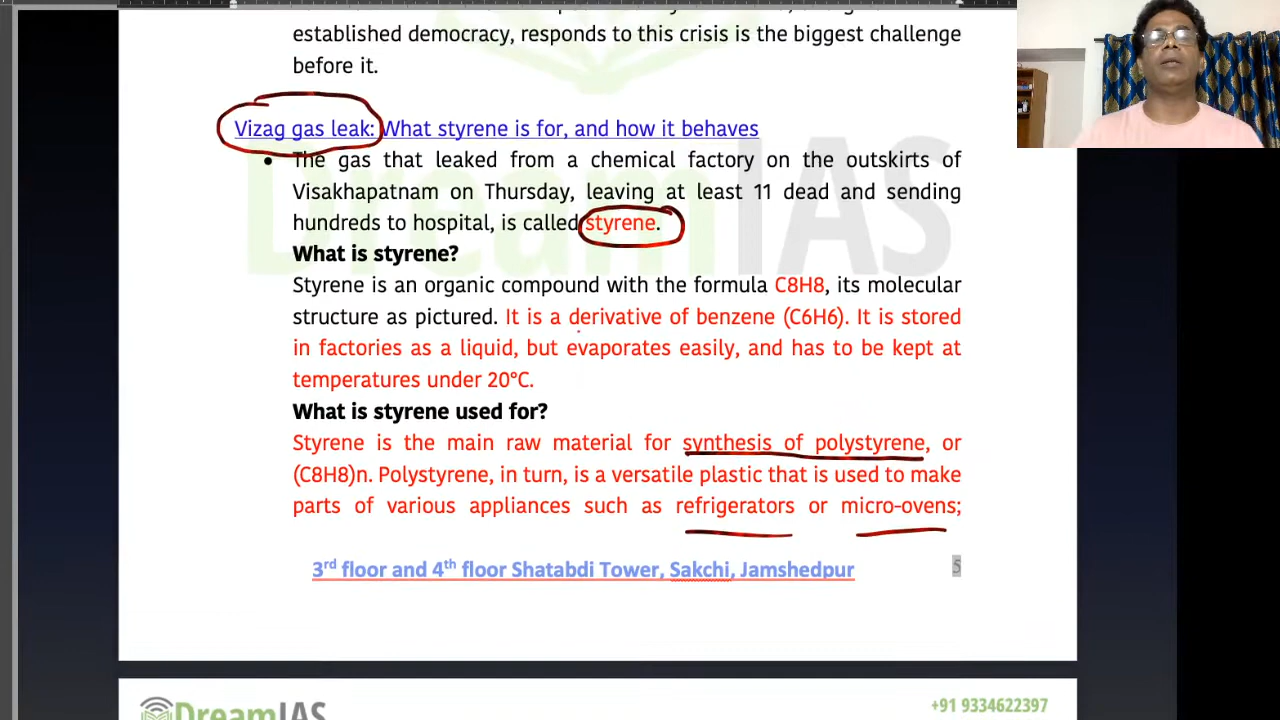 established democracy, responds to this crisis is the biggest challenge
before it.
Vizag gas leak: What styrene is for, and how it behaves
• The gas that leaked from a chemical factory on the outskirts of
Visakhapatnam on Thursday, leaving at least 11 dead and sending
hundreds to hospital, is called styrene.
What is styrene?
Styrene is an organic compound with the formula C8H8, its molecular
structure as pictured. It is a derivative of benzene (C6H6). It is stored
in factories as a liquid, but evaporates easily, and has to be kept at
temperatures under 20°C.
What is styrene used for?
Styrene is the main raw material for synthesis of polystyrene, or
(C8H8)n. Polystyrene, in turn, is a versatile plastic that is used to make
parts of various appliances such as refrigerators or micro-ovens;
3rd floor and 4th floor Shatabdi Tower, Sakchi, Jamshedpur 5
DreamIAS
DreamIAS +91 9334622397